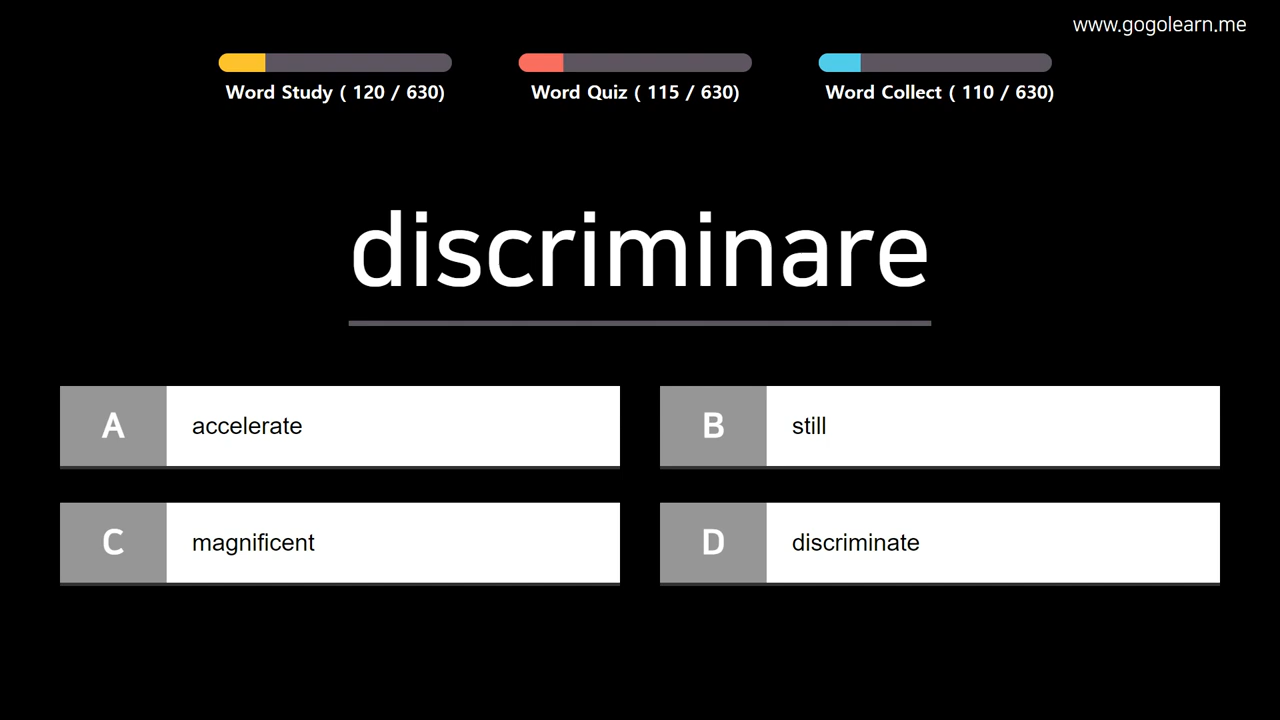 www.gogolearn.me
Word Study ( 120 / 630)
Word Quiz ( 115 / 630)
Word Collect ( 110 / 630)
discriminare
A accelerate
B still
C magnificent
D discriminate